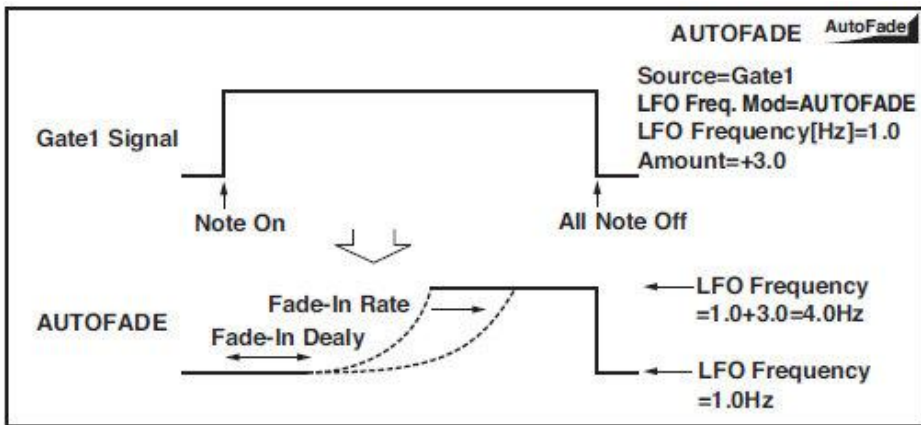 AUTOFADE AutoFade
Source=Gate1
LFO Freq. Mod=AUTOFADE
LFO Frequency[Hz]=1.0
Amount=+3.0
Gate1 Signal
Note On
All Note Off
AUTOFADE
Fade-In Rate
Fade-In Dealy
LFO Frequency
=1.0+3.0=4.0Hz
LFO Frequency
=1.0Hz